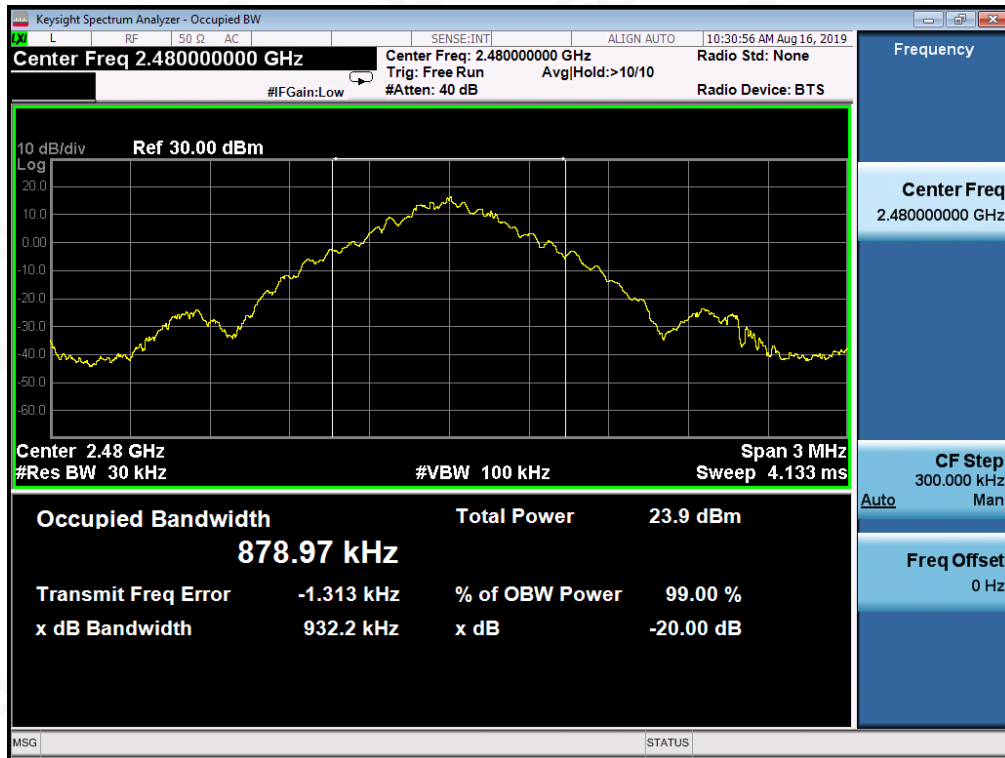 Keysight Spectrum Analyzer - Occupied BW
LXI L RF 50 Ω AC SENSE:INT ALIGN AUTO 10:30:56 AM Aug 16, 2019
Center Freq 2.480000000 GHz Center Freq: 2.480000000 GHz Radio Std: None
Trig: Free Run Avg|Hold:>10/10
#IFGain:Low #Atten: 40 dB Radio Device: BTS
10 dB/div Ref 30.00 dBm
Log
20.0
10.0
0.00
-10.0
-20.0
-30.0
-40.0
-50.0
-60.0
Center 2.48 GHz Span 3 MHz
#Res BW 30 kHz #VBW 100 kHz Sweep 4.133 ms
Occupied Bandwidth Total Power 23.9 dBm
878.97 kHz
Transmit Freq Error -1.313 kHz % of OBW Power 99.00 %
x dB Bandwidth 932.2 kHz x dB -20.00 dB
MSG STATUS
Frequency
Center Freq
2.480000000 GHz
CF Step
300.000 kHz
Auto Man
Freq Offset
0 Hz